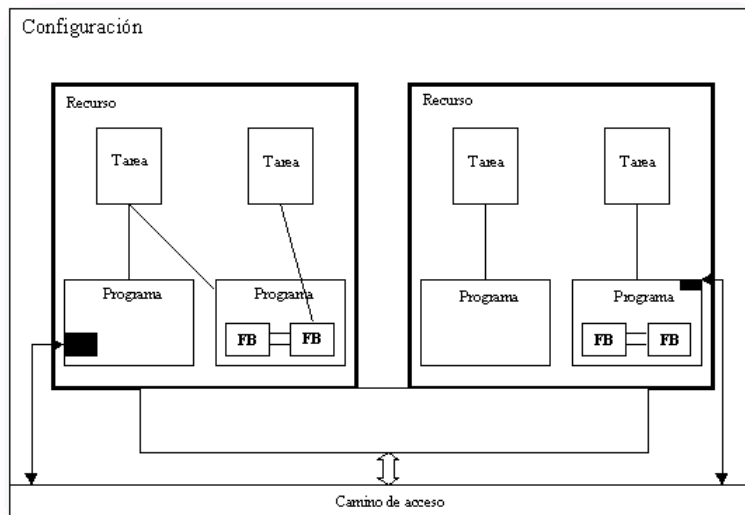 Configuración
Recurso
Recurso
Tarea
Tarea
Tarea
Tarea
Programa
Programa
Programa
Programa
FB
FB
FB
FB
Camino de acceso